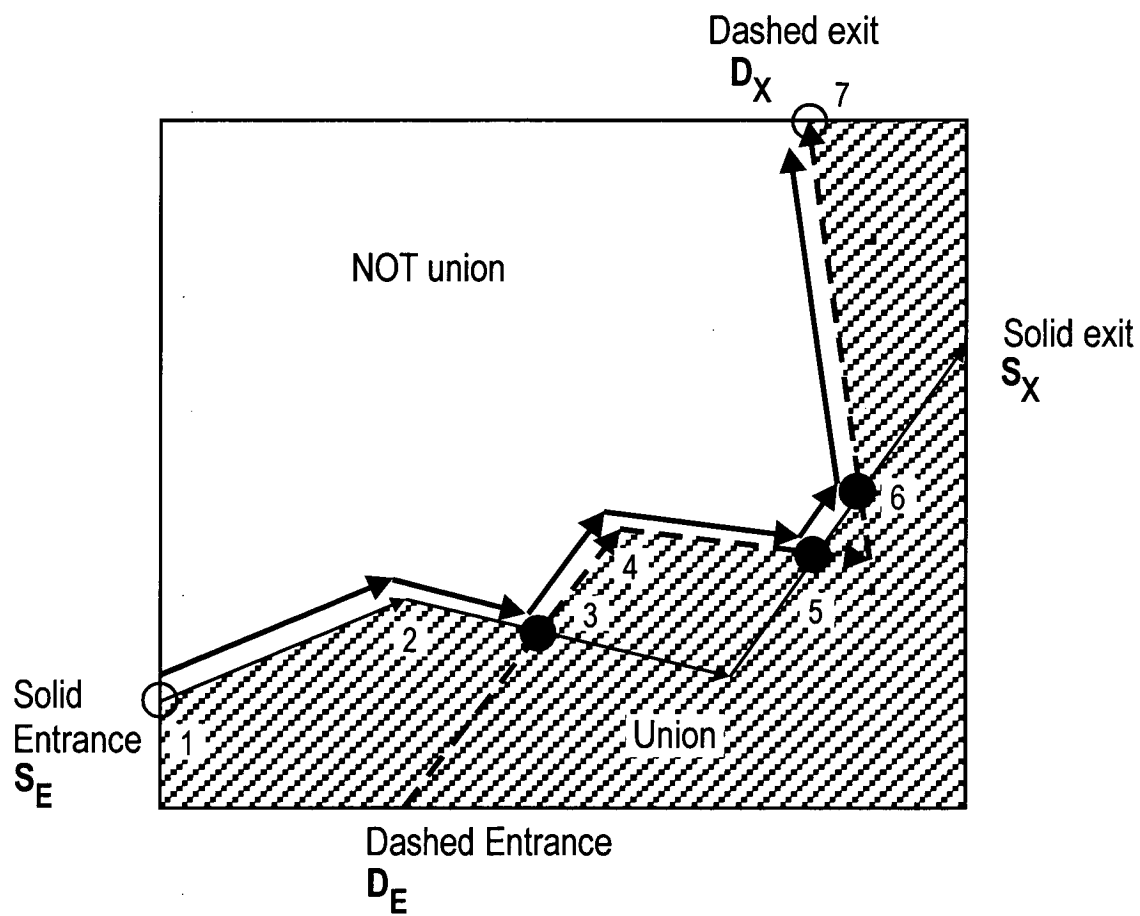 Dashed exit
D_X
7
NOT union
Solid exit
S_X
6
4
3
5
2
Solid
Entrance
S_E
1
Union
Dashed Entrance
D_E